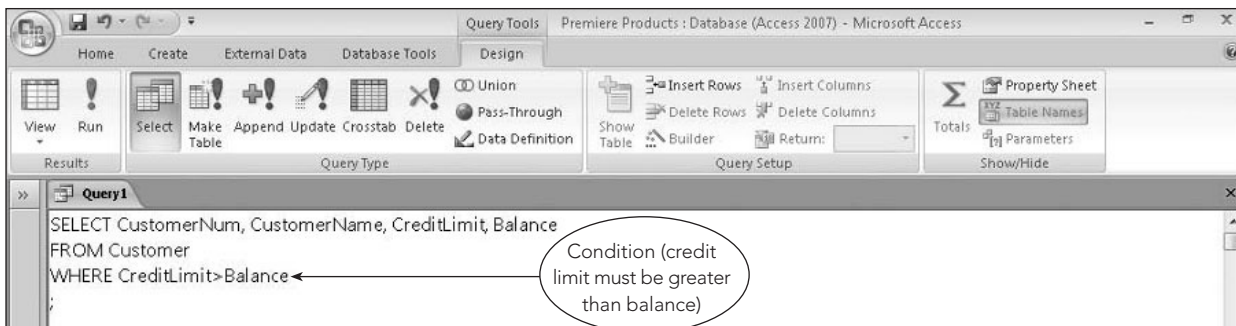 Query Tools Premiere Products : Database (Access 2007) - Microsoft Access
Home Create External Data Database Tools Design
View Run Select Make Table Append Update Crosstab Delete
Union
Pass-Through
Data Definition
Show Table
Insert Rows
Delete Rows
Builder
Insert Columns
Delete Columns
Return:
Totals
Property Sheet
XYZ Table Names
Parameters
Results Query Type Query Setup Show/Hide
Query1
SELECT CustomerNum, CustomerName, CreditLimit, Balance
FROM Customer
WHERE CreditLimit>Balance
;
Condition (credit
limit must be greater
than balance)